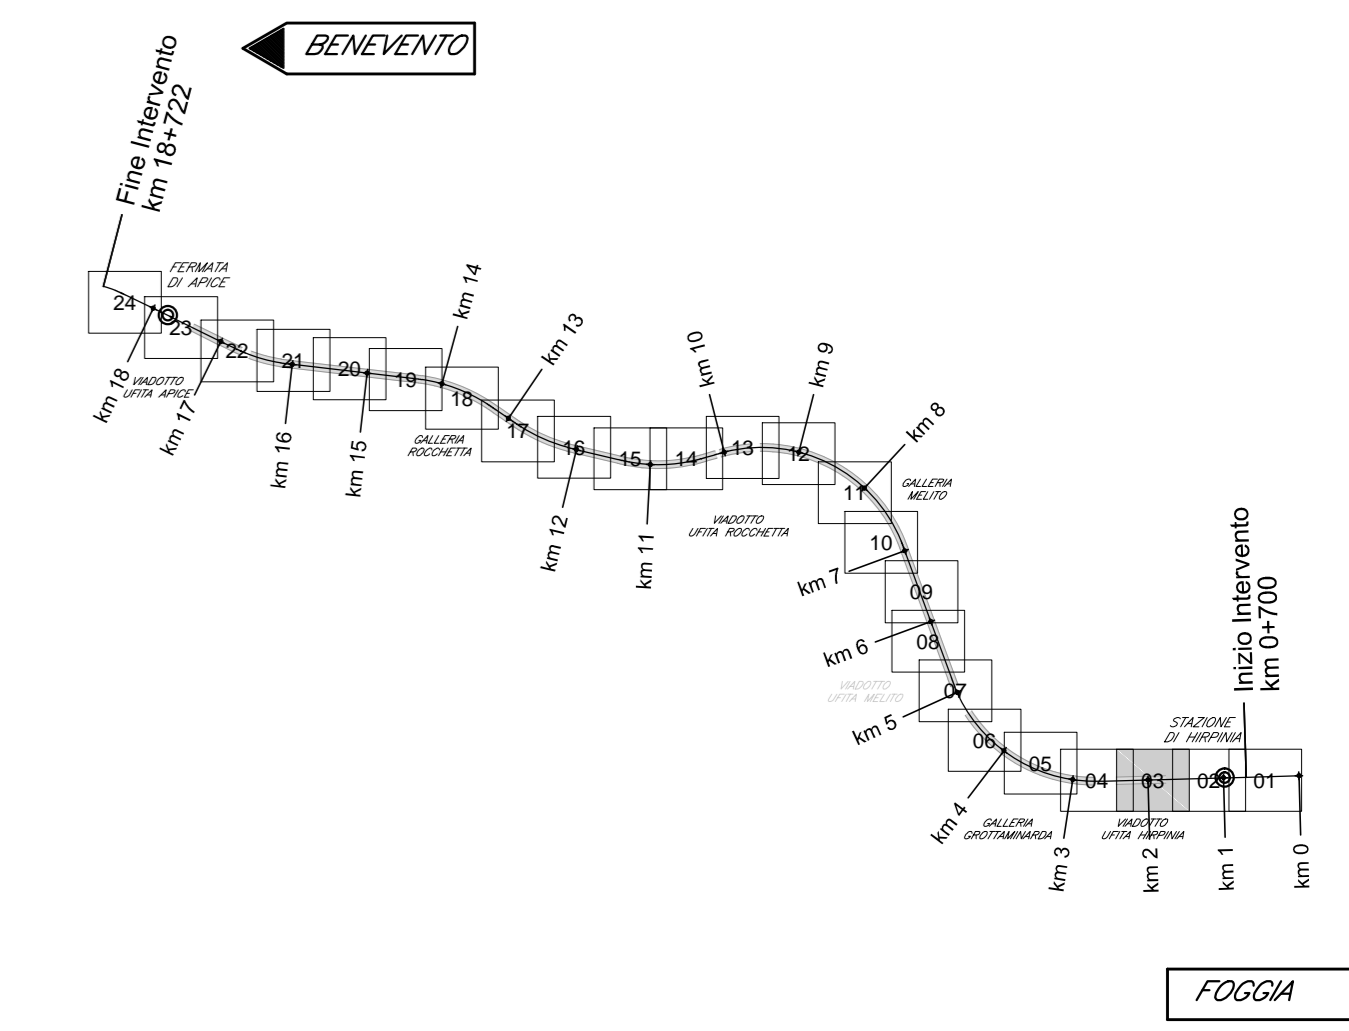 BENEVENTO
Fine Intervento
km 18+722
FERMATA
DI APICE
24
23
22
21
20
19
18
17
16
15
14
13
12
11
10
09
08
07
06
05
04
03
02
01
km 18
VIADOTTO
UFITA APICE
km 17
km 16
km 15
km 14
GALLERIA
ROCCHETTA
km 13
km 12
km 11
km 10
VIADOTTO
UFITA ROCCHETTA
km 9
km 8
GALLERIA
MELITO
km 7
km 6
VIADOTTO
UFITA MELITO
km 5
km 4
GALLERIA
GROTTAMINARDA
km 3
VIADOTTO
UFITA HIRPINIA
km 2
STAZIONE
DI HIRPINIA
km 1
Inizio Intervento
km 0+700
km 0
FOGGIA